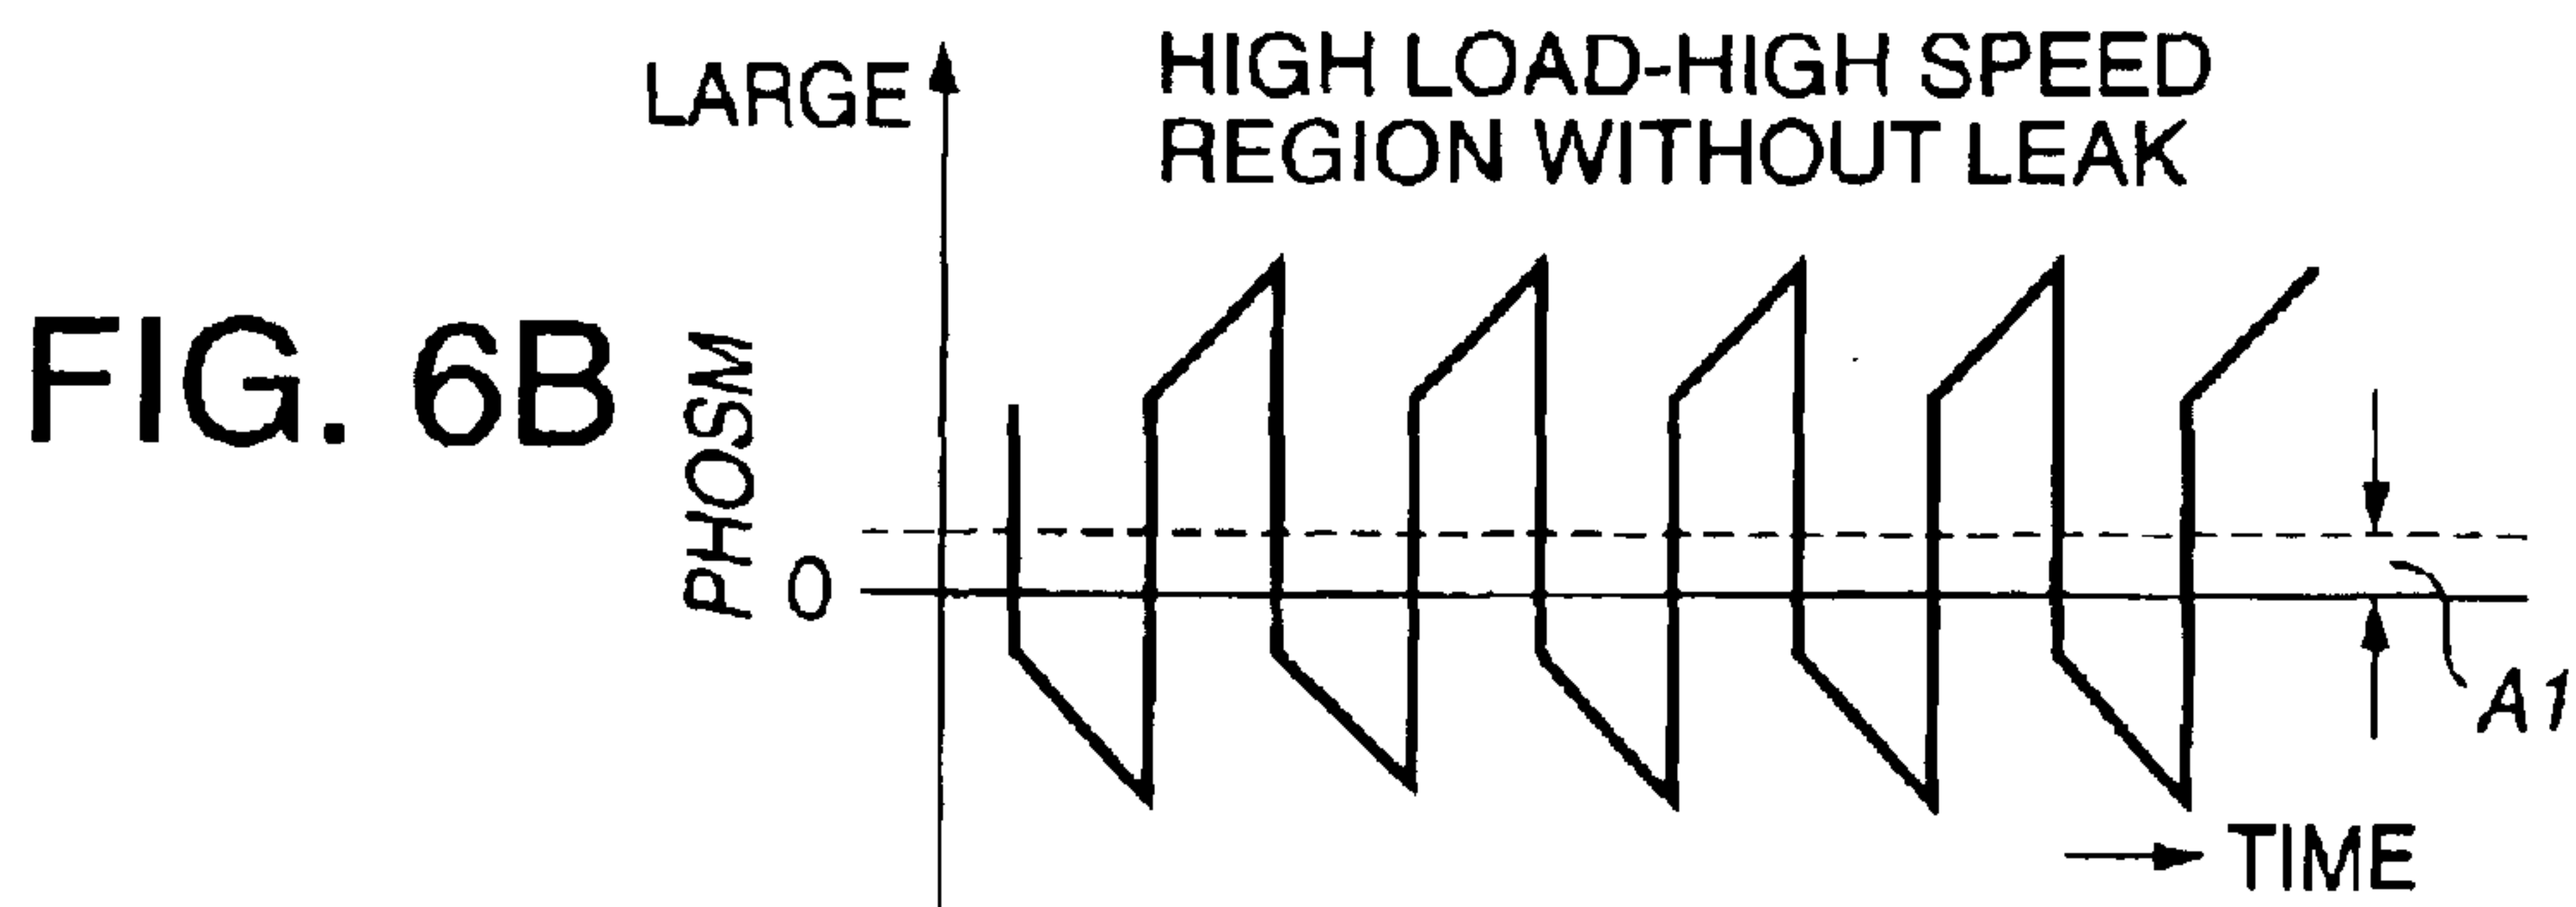 LARGE
HIGH LOAD-HIGH SPEED
REGION WITHOUT LEAK
FIG. 6B
PHOSM
0
A1
TIME